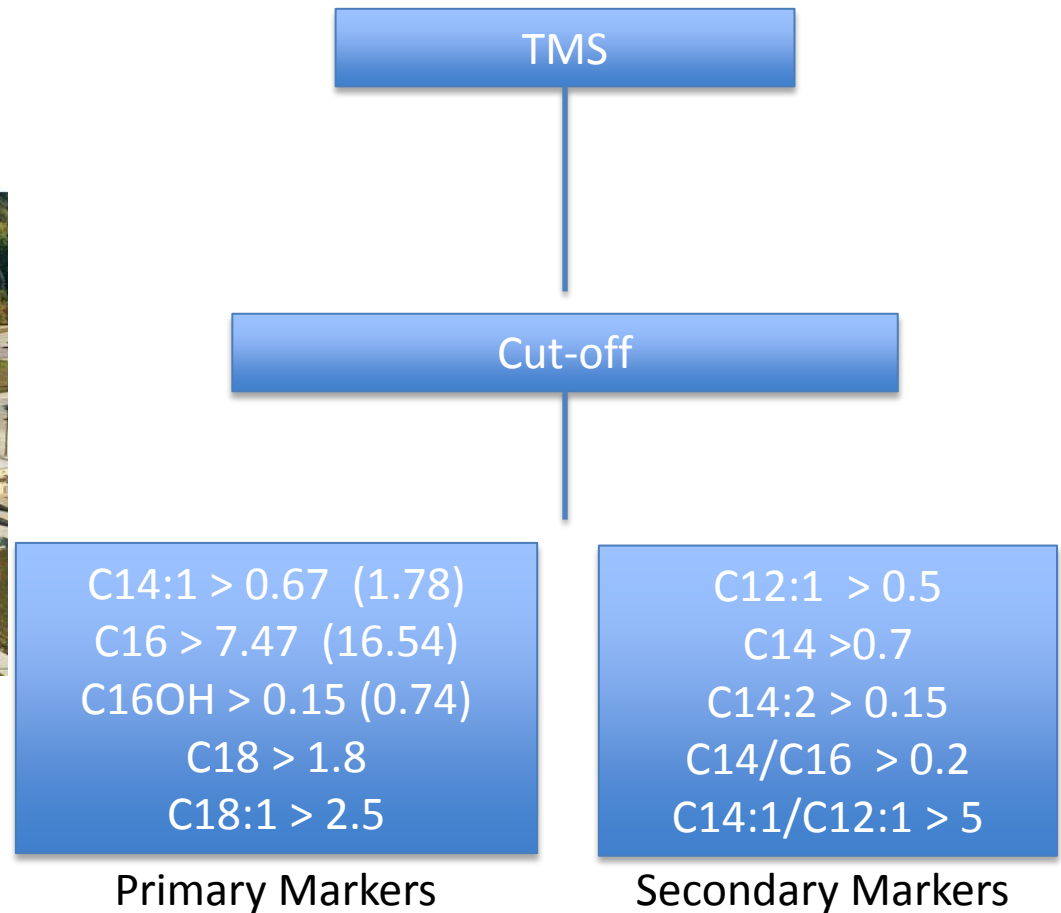 TMS
Cut-off
C14:1 > 0.67 (1.78)
C16 > 7.47 (16.54)
C16OH > 0.15 (0.74)
C18 > 1.8
C18:1 > 2.5
Primary Markers
C12:1 > 0.5
C14 >0.7
C14:2 > 0.15
C14/C16 > 0.2
C14:1/C12:1 > 5
Secondary Markers